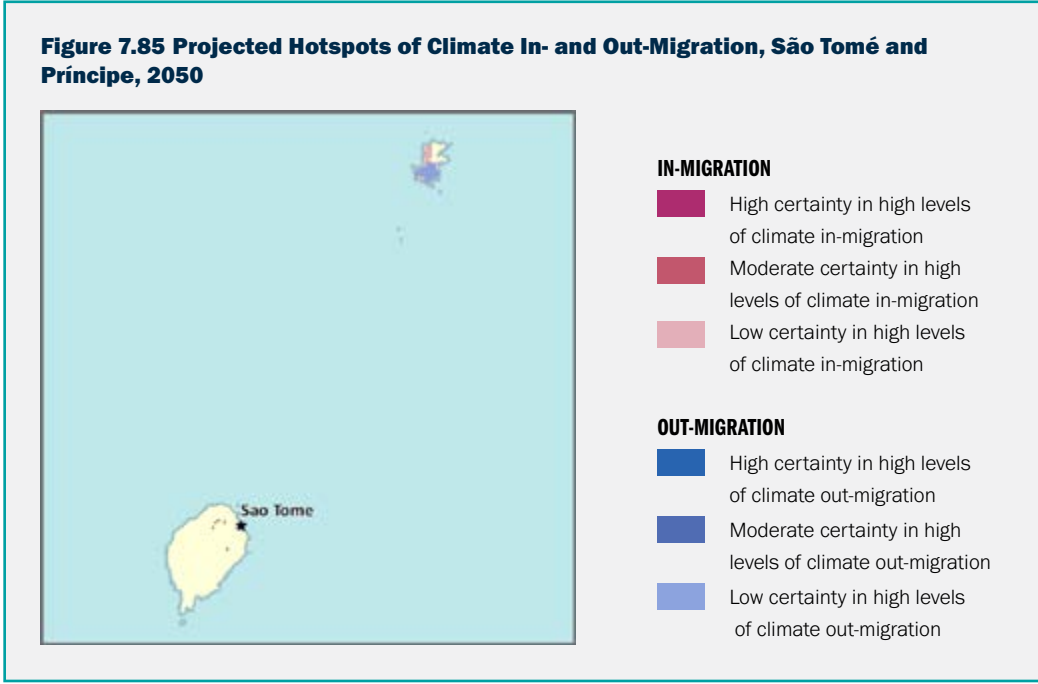 Figure 7.85 Projected Hotspots of Climate In- and Out-Migration, São Tomé and
Príncipe, 2050
Sao Tome
IN-MIGRATION
High certainty in high levels
of climate in-migration
Moderate certainty in high
levels of climate in-migration
Low certainty in high levels
of climate in-migration
OUT-MIGRATION
High certainty in high levels
of climate out-migration
Moderate certainty in high
levels of climate out-migration
Low certainty in high levels
of climate out-migration